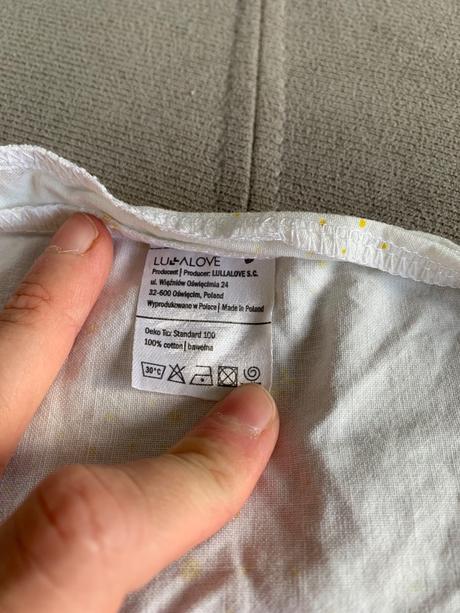 LULLALOVE
Producent | Producer: LULLALOVE S.C.
ul. Więźniów Oświęcimia 24
32-600 Oświęcim, Poland
Wyprodukowano w Polsce | Made in Poland
Oeko Tex Standard 100
100% cotton | bawełna
30°C